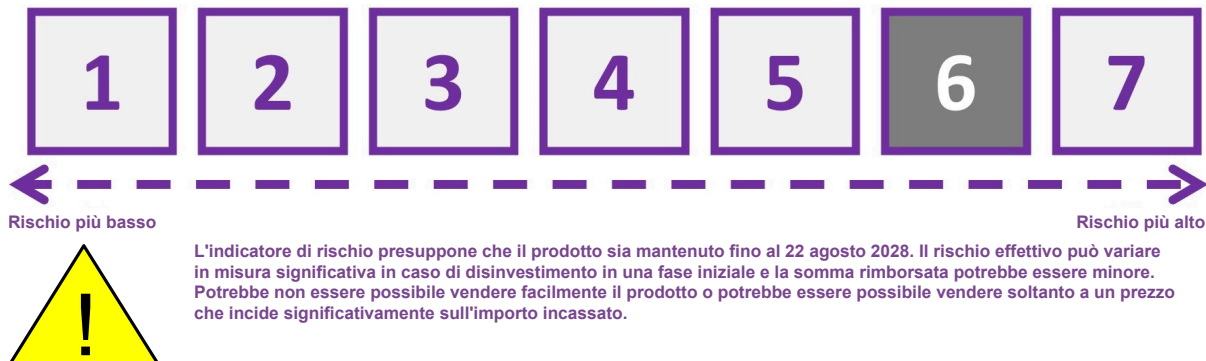 1 2 3 4 5 6 7
Rischio più basso Rischio più alto
L'indicatore di rischio presuppone che il prodotto sia mantenuto fino al 22 agosto 2028. Il rischio effettivo può variare
in misura significativa in caso di disinvestimento in una fase iniziale e la somma rimborsata potrebbe essere minore.
Potrebbe non essere possibile vendere facilmente il prodotto o potrebbe essere possibile vendere soltanto a un prezzo
che incide significativamente sull'importo incassato.
!